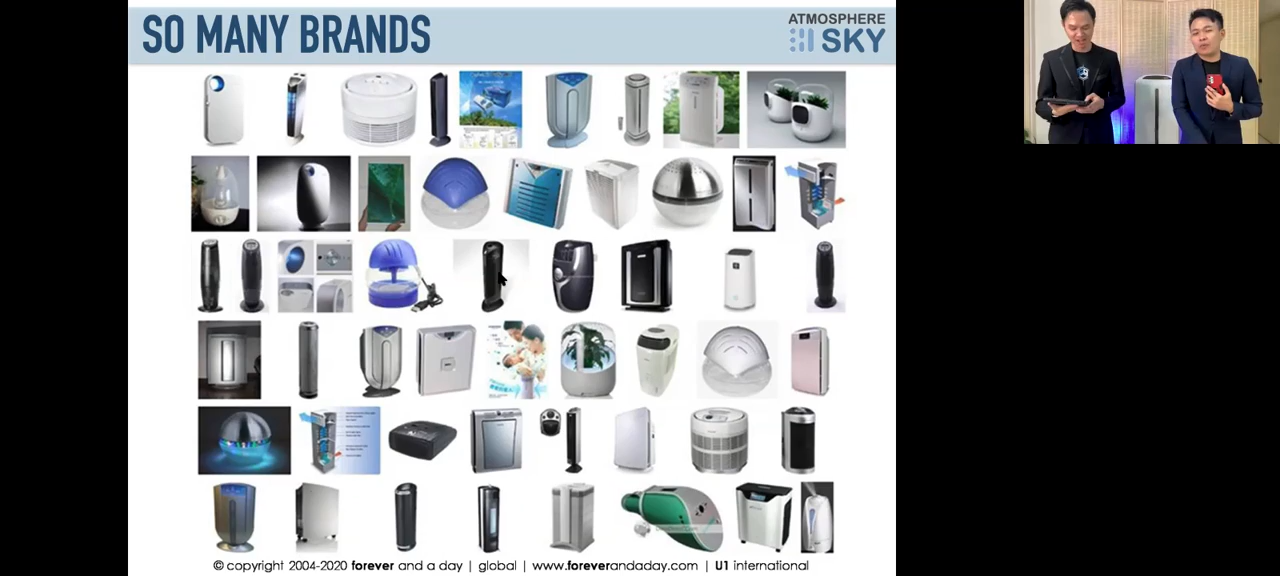 SO MANY BRANDS
ATMOSPHERE
SKY
© copyright 2004-2020 forever and a day | global | www.foreverandaday.com | U1 international